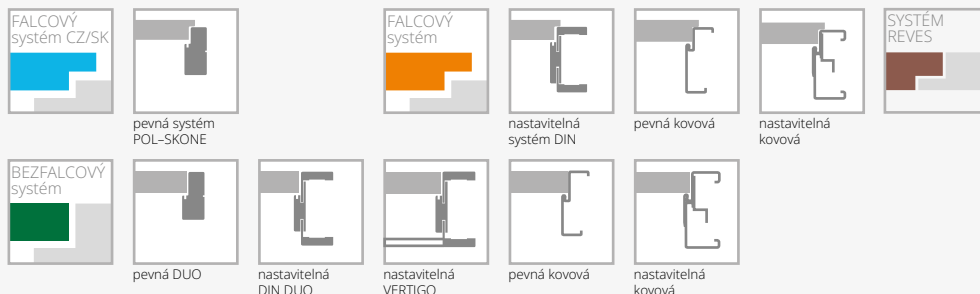 FALCOVÝ
systém CZ/SK
pevná systém
POL–SKONE
FALCOVÝ
systém
nastavitelná
systém DIN
pevná kovová
nastavitelná
kovová
SYSTÉM
REVES
BEZFALCOVÝ
systém
pevná DUO
nastavitelná
DIN DUO
nastavitelná
VERTIGO
pevná kovová
nastavitelná
kovová